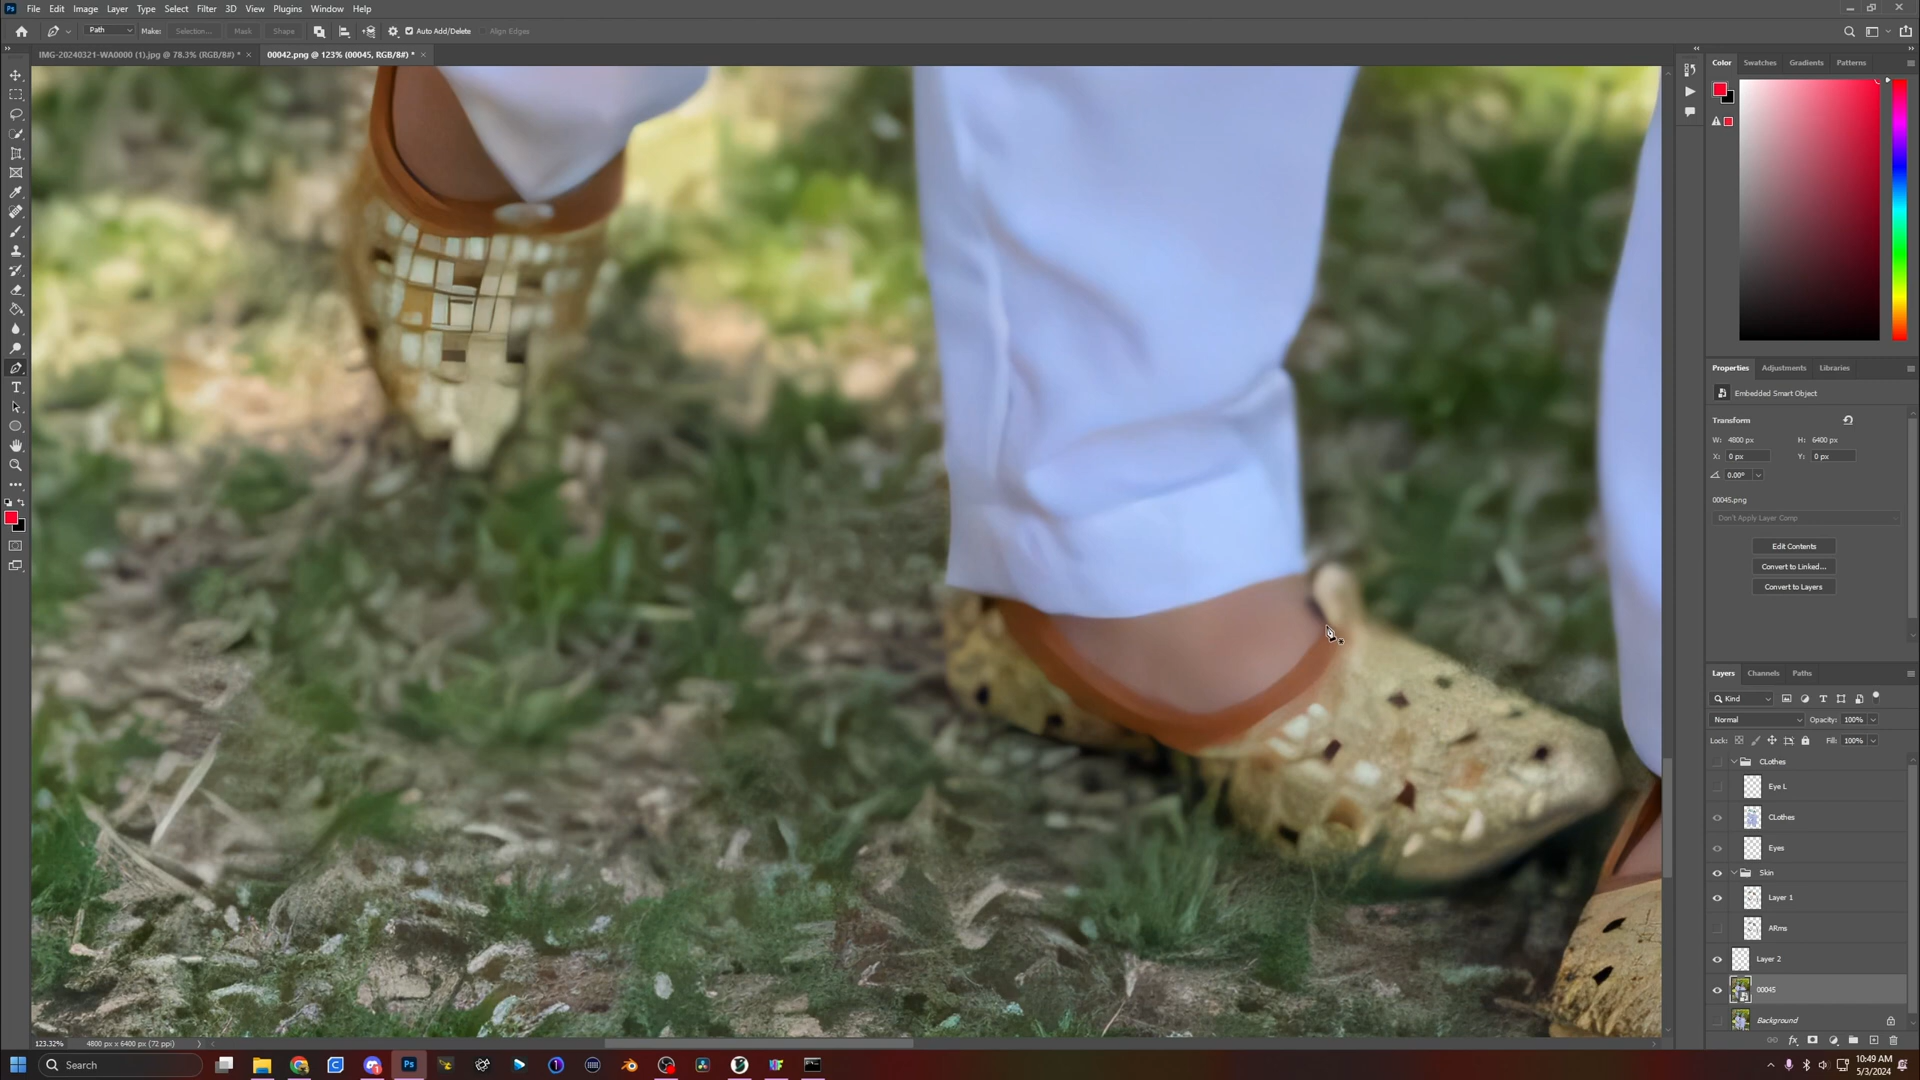 Ps File Edit Image Layer Type Select Filter 3D View Plugins Window Help
Path Make: Selection... Mask Shape Auto Add/Delete Align Edges
IMG-20240321-WA0000 (1).jpg @ 78.3% (RGB/8#) * 00042.png @ 123% (00045, RGB/8#) *
Color Swatches Gradients Patterns
Properties Adjustments Libraries
Embedded Smart Object
Transform
W: 4800 px H: 6400 px
X: 0 px Y: 0 px
0.00°
00045.png
Don't Apply Layer Comp
Edit Contents
Convert to Linked...
Convert to Layers
Layers Channels Paths
Kind
Normal Opacity: 100%
Lock: Fill: 100%
CLothes
Eye L
CLothes
Eyes
Skin
Layer 1
ARms
Layer 2
00045
Background
123.32% 4800 px x 6400 px (72 ppi)
Search
10:49 AM
5/3/2024